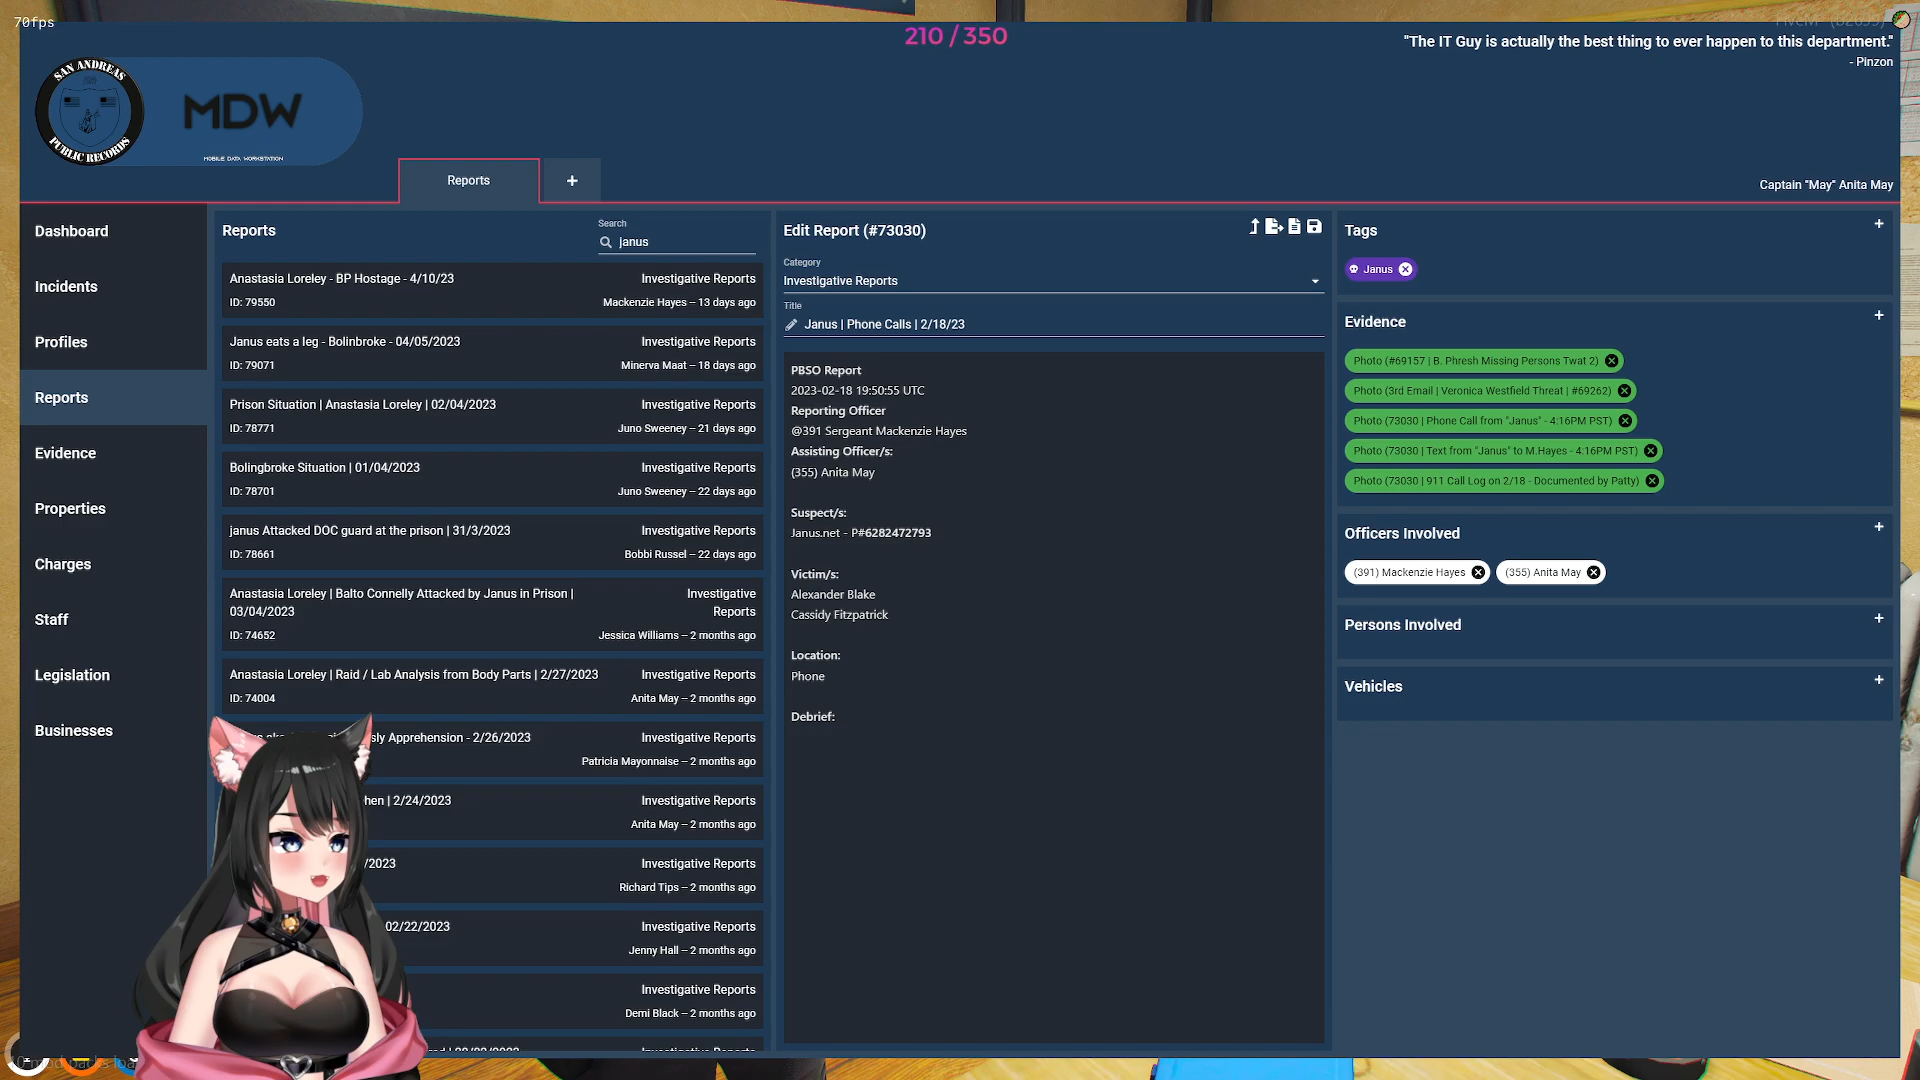 70fps
210 / 350
FiveM
"The IT Guy is actually the best thing to ever happen to this department."
- Pinzon
SAN ANDREAS
PUBLIC RECORDS
MDW
MOBILE DATA WORKSTATION
Reports
+
Captain "May" Anita May
Dashboard
Incidents
Profiles
Reports
Evidence
Properties
Charges
Staff
Legislation
Businesses
Reports
Search
janus
Anastasia Loreley - BP Hostage - 4/10/23
Investigative Reports
ID: 79550
Mackenzie Hayes – 13 days ago
Janus eats a leg - Bolinbroke - 04/05/2023
Investigative Reports
ID: 79071
Minerva Maat – 18 days ago
Prison Situation | Anastasia Loreley | 02/04/2023
Investigative Reports
ID: 78771
Juno Sweeney – 21 days ago
Bolingbroke Situation | 01/04/2023
Investigative Reports
ID: 78701
Juno Sweeney – 22 days ago
janus Attacked DOC guard at the prison | 31/3/2023
Investigative Reports
ID: 78661
Bobbi Russel – 22 days ago
Anastasia Loreley | Balto Connelly Attacked by Janus in Prison |
03/04/2023
Investigative
Reports
ID: 74652
Jessica Williams – 2 months ago
Anastasia Loreley | Raid / Lab Analysis from Body Parts | 2/27/2023
Investigative Reports
ID: 74004
Anita May – 2 months ago
sly Apprehension - 2/26/2023
Investigative Reports
Patricia Mayonnaise – 2 months ago
hen | 2/24/2023
Investigative Reports
Anita May – 2 months ago
/2023
Investigative Reports
Richard Tips – 2 months ago
02/22/2023
Investigative Reports
Jenny Hall – 2 months ago
Investigative Reports
Demi Black – 2 months ago
Edit Report (#73030)
Category
Investigative Reports
Title
Janus | Phone Calls | 2/18/23
PBSO Report
2023-02-18 19:50:55 UTC
Reporting Officer
@391 Sergeant Mackenzie Hayes
Assisting Officer/s:
(355) Anita May
Suspect/s:
Janus.net - P#6282472793
Victim/s:
Alexander Blake
Cassidy Fitzpatrick
Location:
Phone
Debrief:
Tags
+
Janus
Evidence
+
Photo (#69157 | B. Phresh Missing Persons Twat 2)
Photo (3rd Email | Veronica Westfield Threat | #69262)
Photo (73030 | Phone Call from "Janus" - 4:16PM PST)
Photo (73030 | Text from "Janus" to M.Hayes - 4:16PM PST)
Photo (73030 | 911 Call Log on 2/18 - Documented by Patty)
Officers Involved
+
(391) Mackenzie Hayes
(355) Anita May
Persons Involved
+
Vehicles
+